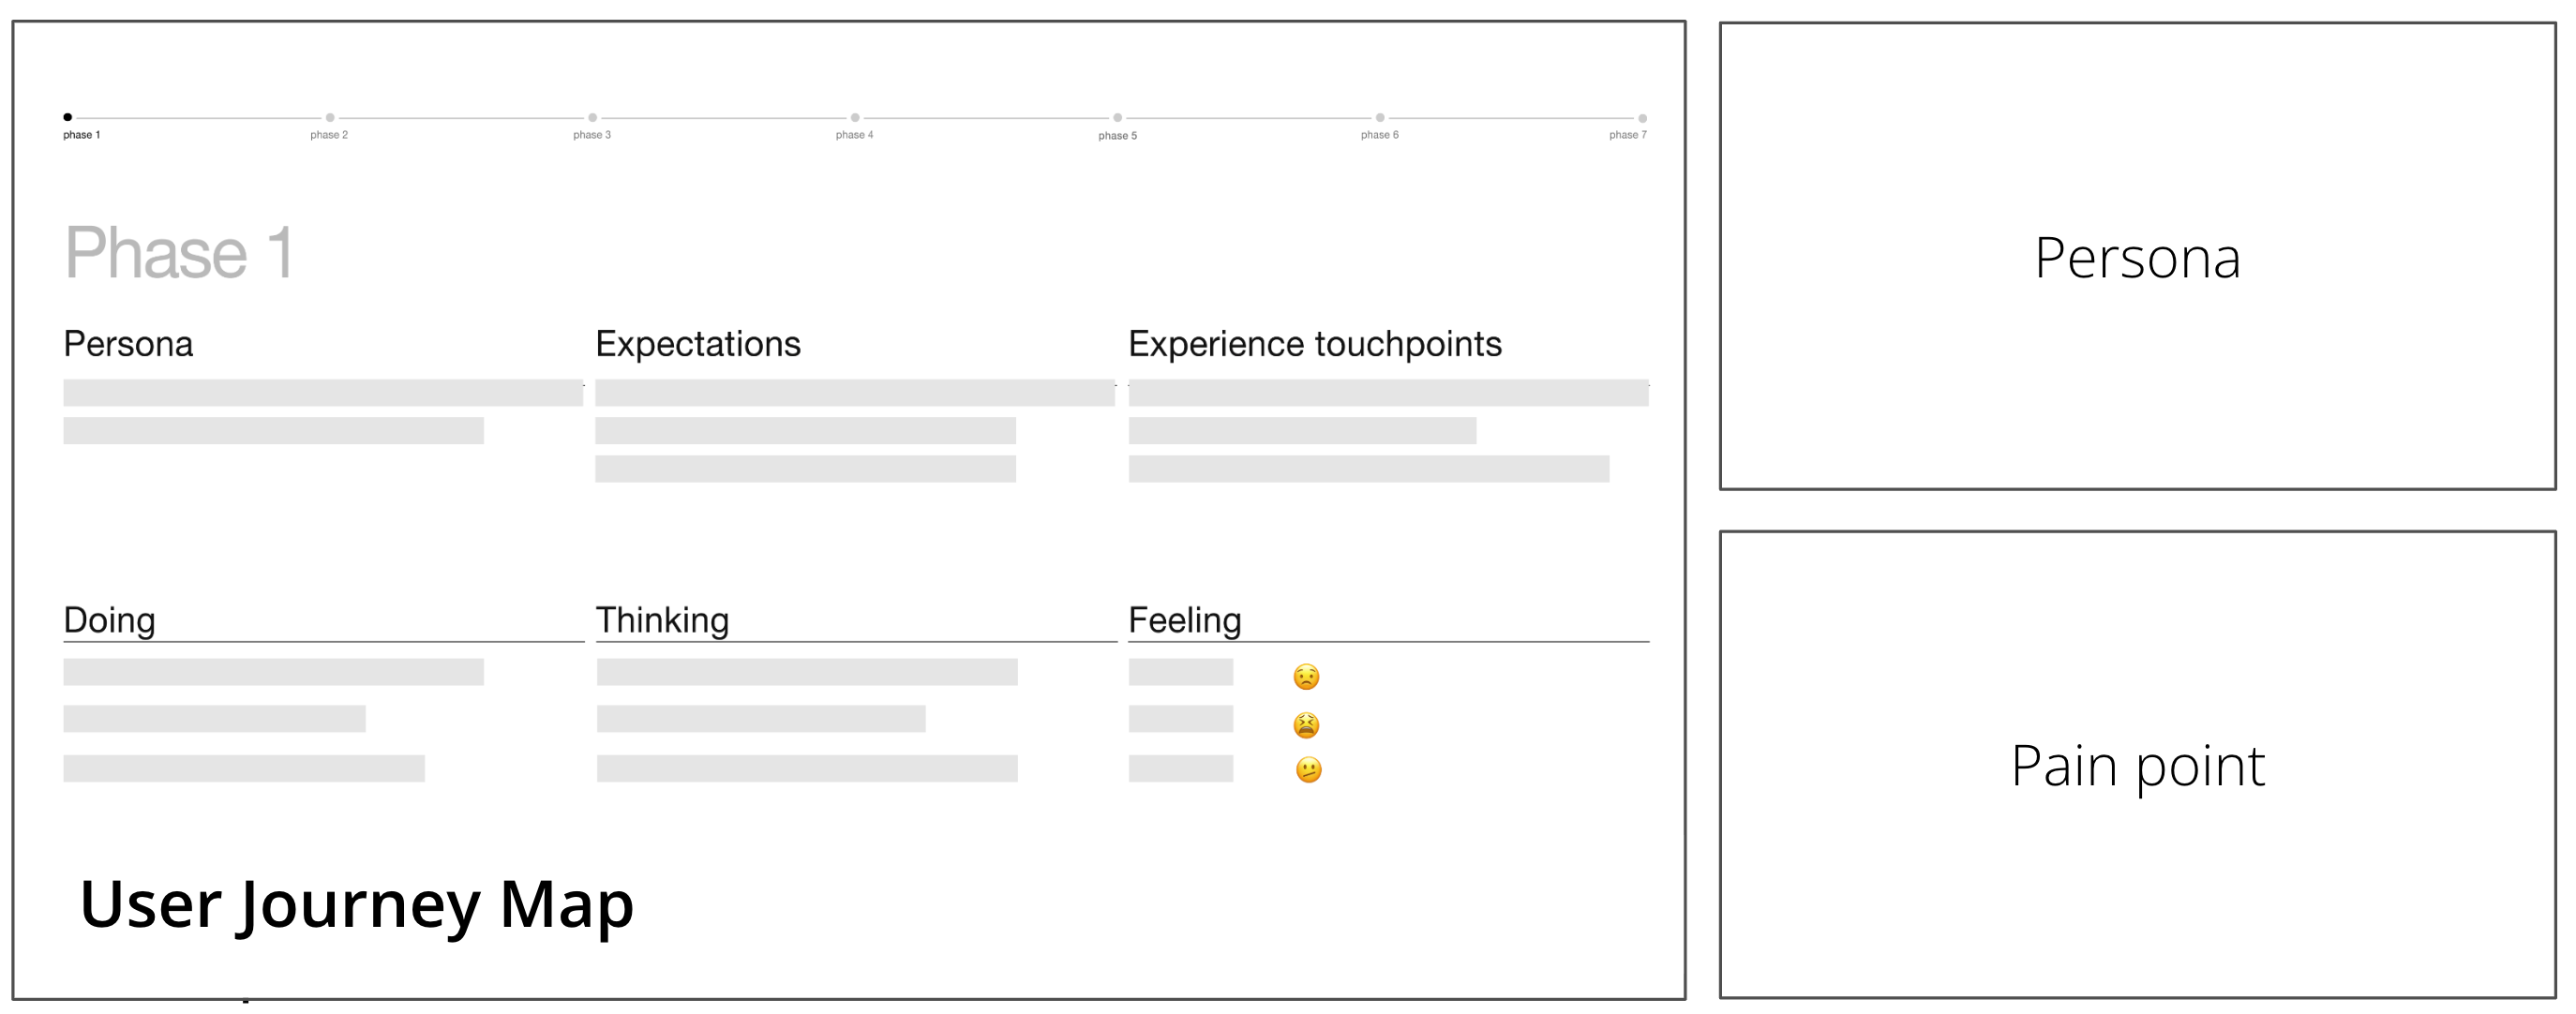 phase 1 phase 2 phase 3 phase 4 phase 5 phase 6 phase 7
Phase 1
Persona Expectations Experience touchpoints
Doing Thinking Feeling
User Journey Map
Persona
Pain point